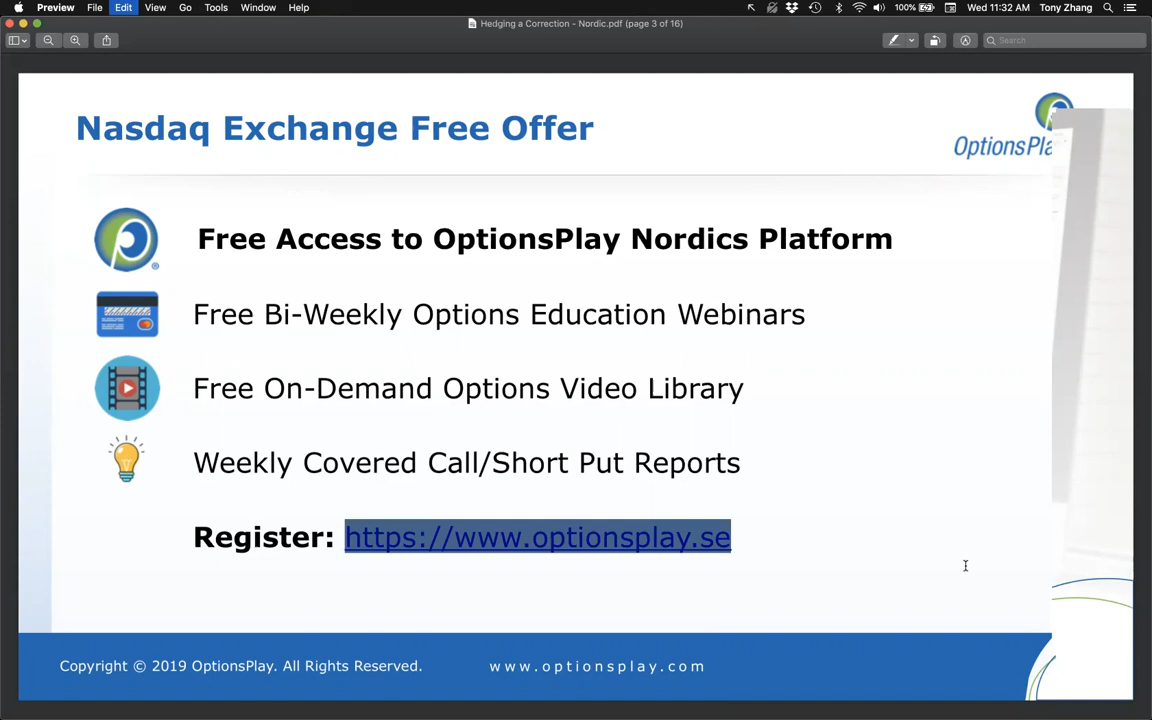 Preview File Edit View Go Tools Window Help 100% Wed 11:32 AM Tony Zhang
Hedging a Correction - Nordic.pdf (page 3 of 16)
Search
Nasdaq Exchange Free Offer
OptionsPla
Free Access to OptionsPlay Nordics Platform
Free Bi-Weekly Options Education Webinars
Free On-Demand Options Video Library
Weekly Covered Call/Short Put Reports
Register: https://www.optionsplay.se
Copyright © 2019 OptionsPlay. All Rights Reserved. www.optionsplay.com